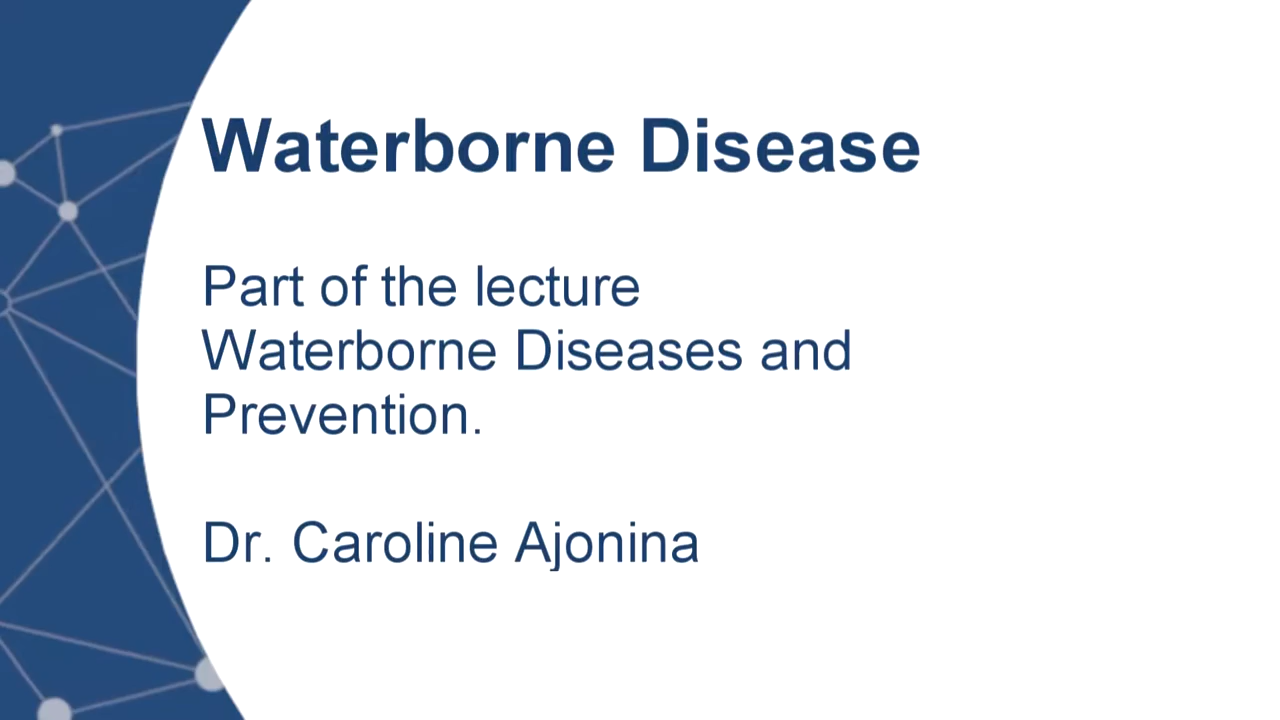 Waterborne Disease
Part of the lecture
Waterborne Diseases and
Prevention.
Dr. Caroline Ajonina